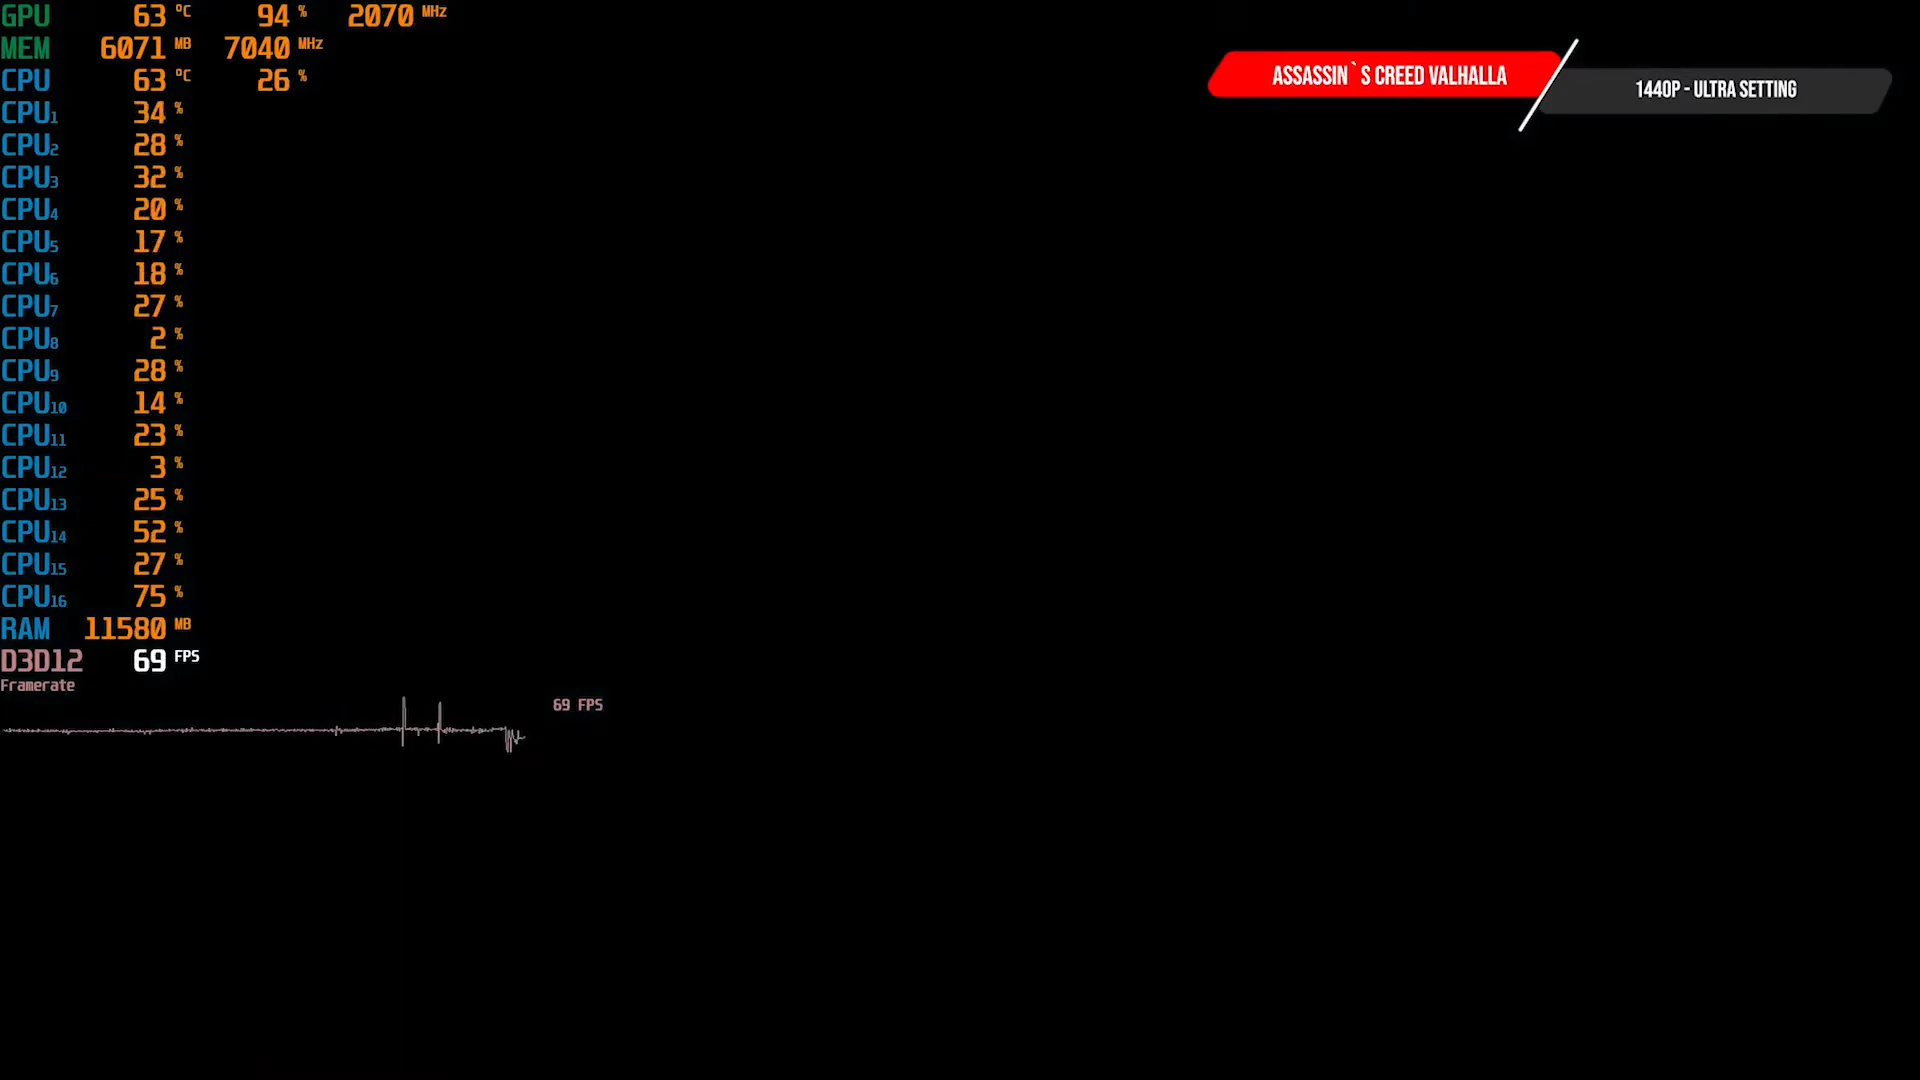 GPU 63 °C 94 % 2070 MHz
MEM 6071 MB 7040 MHz
CPU 63 °C 26 %
CPU1 34 %
CPU2 28 %
CPU3 32 %
CPU4 20 %
CPU5 17 %
CPU6 18 %
CPU7 27 %
CPU8 2 %
CPU9 28 %
CPU10 14 %
CPU11 23 %
CPU12 3 %
CPU13 25 %
CPU14 52 %
CPU15 27 %
CPU16 75 %
RAM 11580 MB
D3D12 69 FPS
Framerate
69 FPS
ASSASSIN`S CREED VALHALLA
1440P - ULTRA SETTING